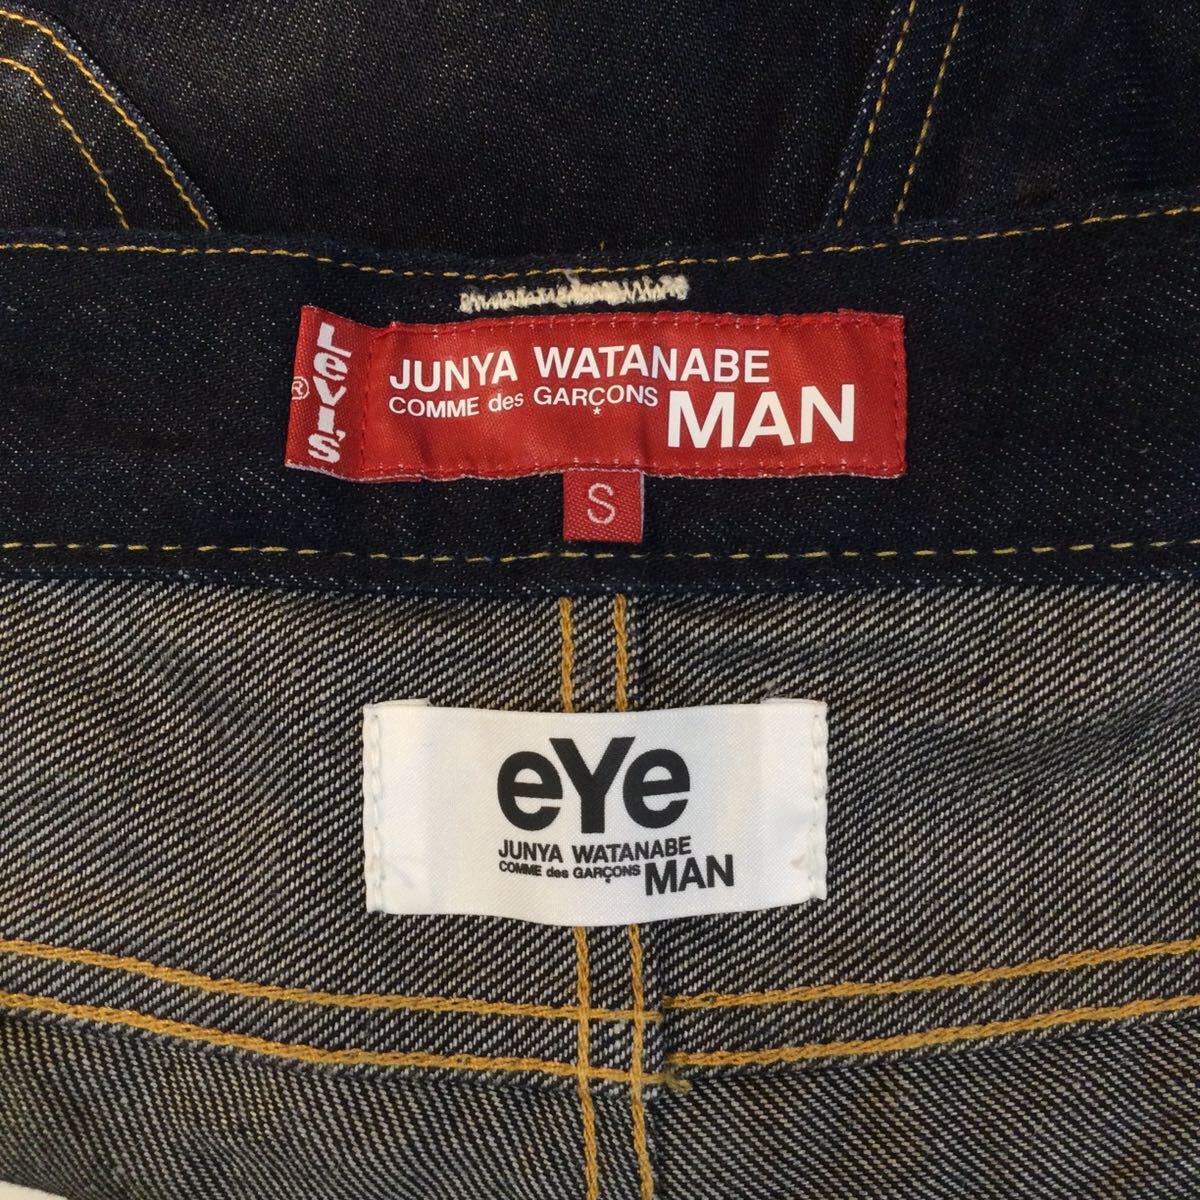 Levi's®
JUNYA WATANABE
COMME des GARÇONS MAN
S
eYe
JUNYA WATANABE
COMME des GARÇONS MAN